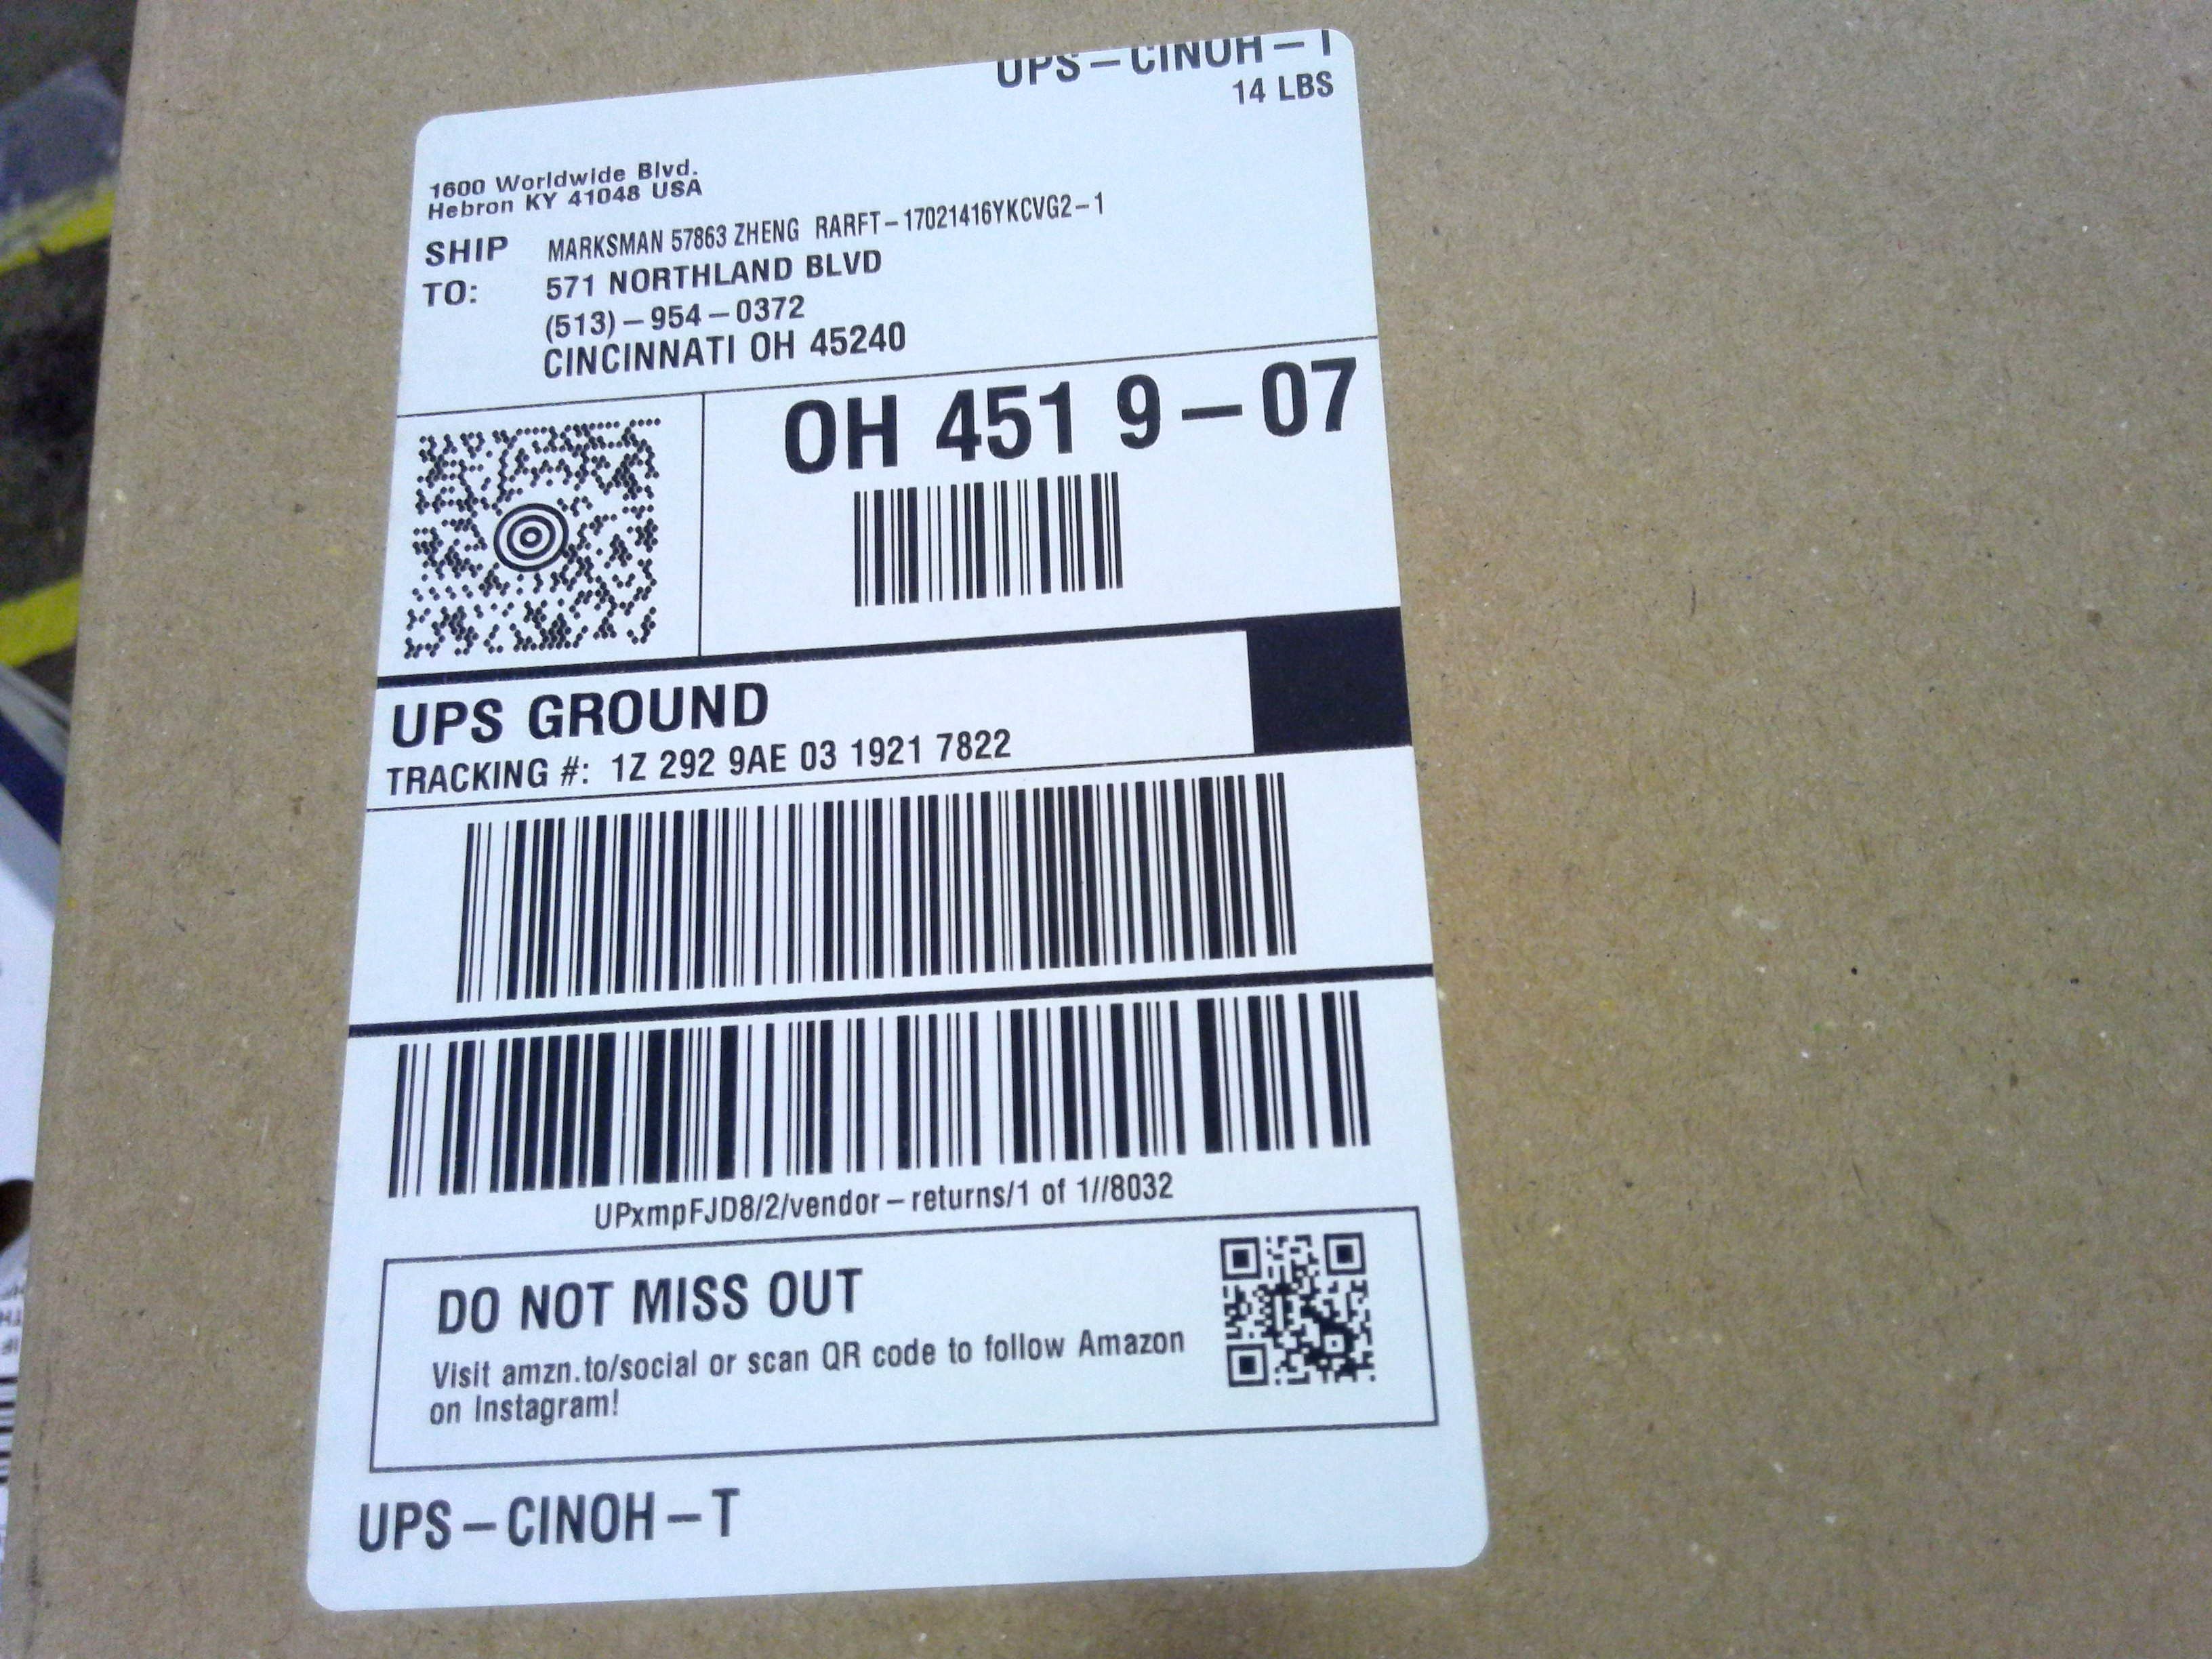 UPS-CINOH-T
14 LBS
1600 Worldwide Blvd.
Hebron KY 41048 USA
SHIP TO:
MARKSMAN 57863 ZHENG RARFT-17021416YKCVG2-1
571 NORTHLAND BLVD
(513)-954-0372
CINCINNATI OH 45240
OH 451 9-07
UPS GROUND
TRACKING #: 1Z 292 9AE 03 1921 7822
UPxmpFJD8/2/vendor-returns/1 of 1//8032
DO NOT MISS OUT
Visit amzn.to/social or scan QR code to follow Amazon
on Instagram!
UPS-CINOH-T